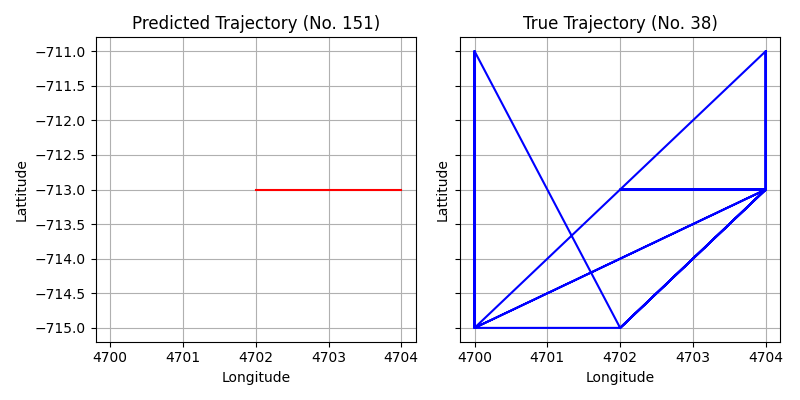 Predicted Trajectory (No. 151)
−711.0
−711.5
−712.0
−712.5
−713.0
−713.5
−714.0
−714.5
−715.0
Lattitude
4700 4701 4702 4703 4704
Longitude
True Trajectory (No. 38)
Lattitude
4700 4701 4702 4703 4704
Longitude